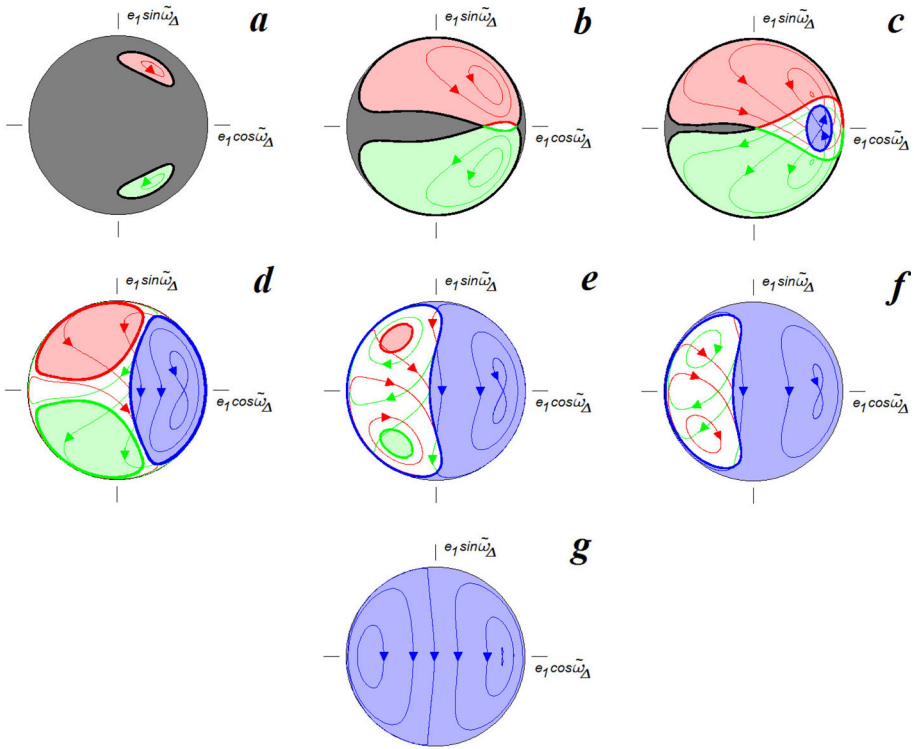 e₁ sin ω̃_Δ
a
e₁ cos ω̃_Δ
e₁ sin ω̃_Δ
b
e₁ cos ω̃_Δ
e₁ sin ω̃_Δ
c
e₁ cos ω̃_Δ
e₁ sin ω̃_Δ
d
e₁ cos ω̃_Δ
e₁ sin ω̃_Δ
e
e₁ cos ω̃_Δ
e₁ sin ω̃_Δ
f
e₁ cos ω̃_Δ
e₁ sin ω̃_Δ
g
e₁ cos ω̃_Δ